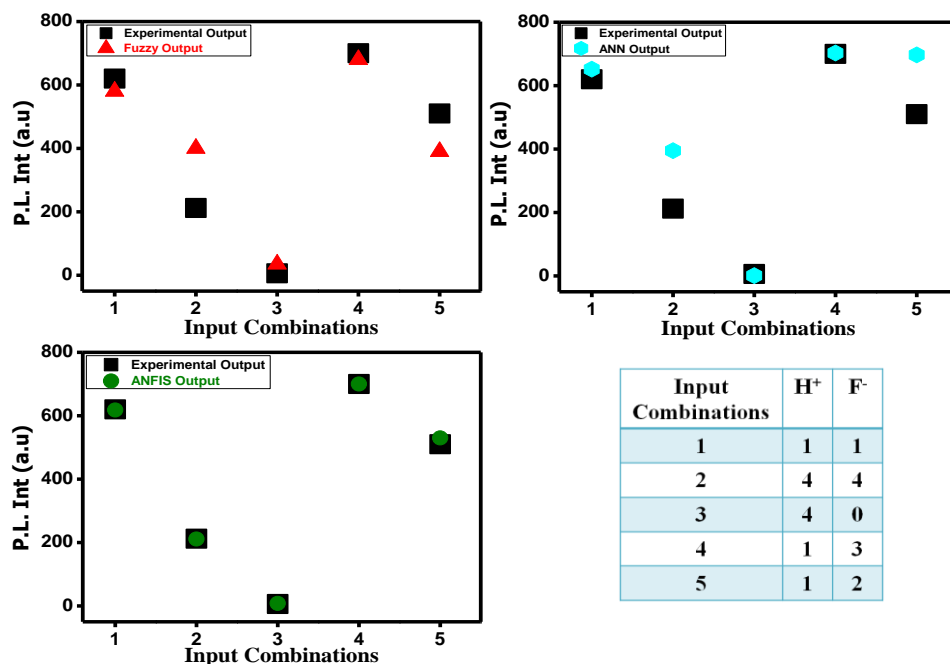 800
600
400
200
0
P.L. Int (a.u)
Experimental Output
Fuzzy Output
1 2 3 4 5
Input Combinations
800
600
400
200
0
P.L. Int (a.u)
Experimental Output
ANN Output
1 2 3 4 5
Input Combinations
800
600
400
200
0
P.L. Int (a.u)
Experimental Output
ANFIS Output
1 2 3 4 5
Input Combinations
Input Combinations H⁺ F⁻
1 1 1
2 4 4
3 4 0
4 1 3
5 1 2